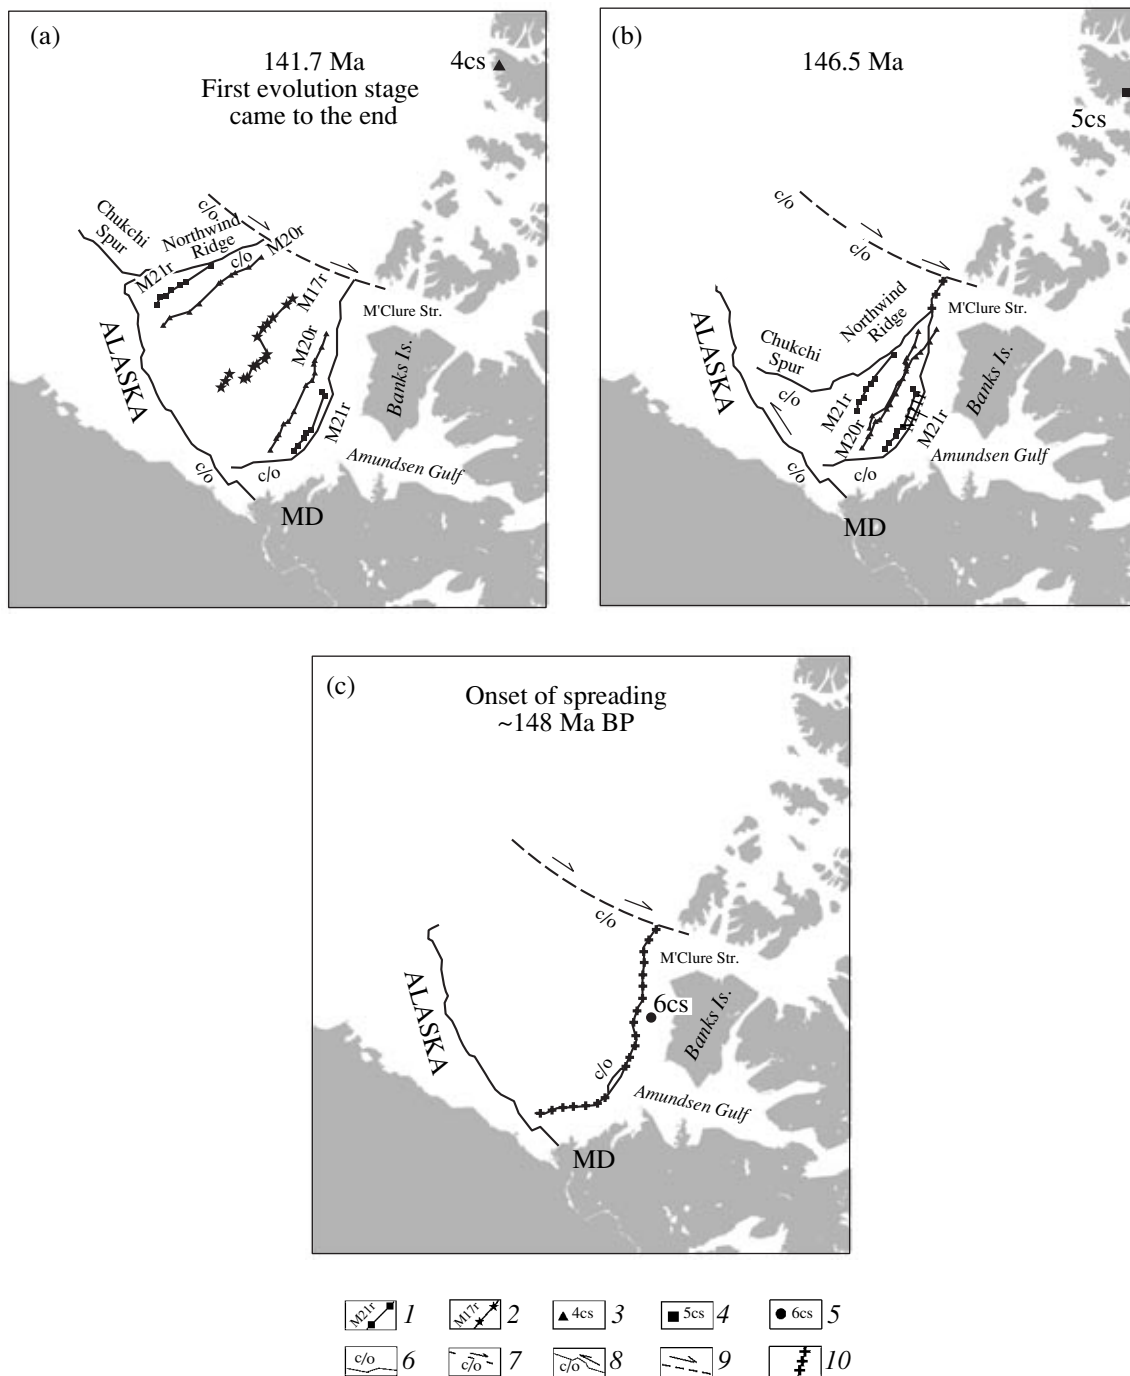 (a)
141.7 Ma
First evolution stage
came to the end
4cs
Chukchi
Spur
Northwind
Ridge
c/o
c/o
M20r
M21r
M17r
M20r
M21r
ALASKA
c/o
c/o
MD
M'Clure Str.
Banks Is.
Amundsen Gulf
(b)
146.5 Ma
5cs
c/o
c/o
Northwind
Ridge
Chukchi
Spur
c/o
M21r
M20r
M21r
M21r
ALASKA
c/o
c/o
MD
M'Clure Str.
Banks Is.
Amundsen Gulf
(c)
Onset of spreading
~148 Ma BP
c/o
M'Clure Str.
6cs
Banks Is.
ALASKA
c/o
Amundsen Gulf
MD
M21r 1
M17r 2
4cs 3
5cs 4
6cs 5
c/o 6
c/o 7
c/o 8
9
10